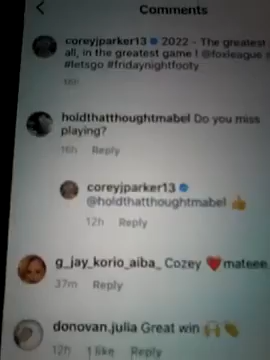 Comments
coreyjparker13 2022 - The greatest
all, in the greatest game ! @foxleague
#letsgo #fridaynightfooty
16h
holdthatthoughtmabel Do you miss
playing?
16h Reply
coreyjparker13
@holdthatthoughtmabel 👍
12h Reply
g_jay_korio_aiba_ Cozey ❤️ mateee
37m Reply
donovan.julia Great win 🙌🏉
12h 1 like Reply